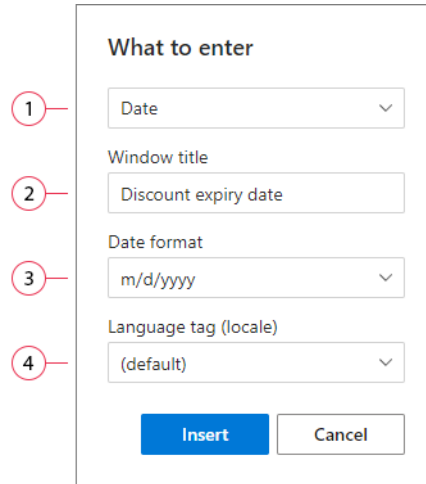 What to enter
1
Date
Window title
2
Discount expiry date
Date format
3
m/d/yyyy
Language tag (locale)
4
(default)
Insert Cancel